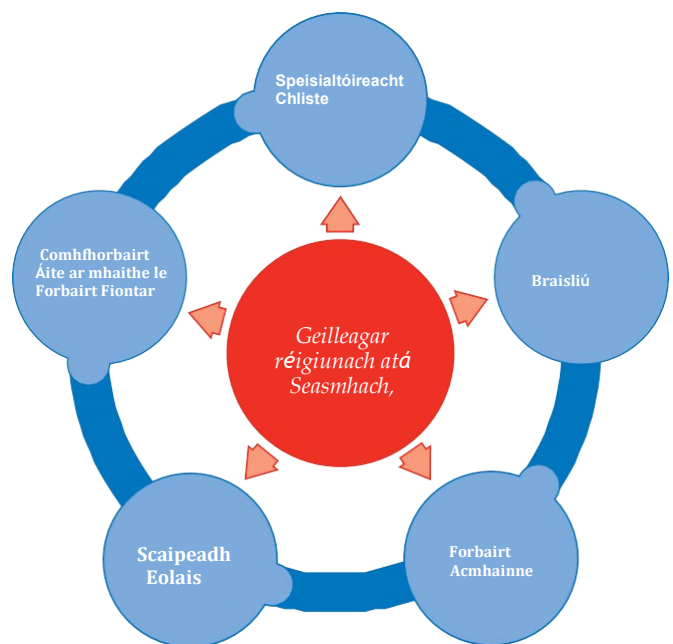 Speisialtóireacht
Chliste
Comhfhorbairt
Áite ar mhaithe le
Forbairt Fiontar
Braisliú
Geilleagar
réigiunach atá
Seasmhach,
Scaipeadh
Eolais
Forbairt
Acmhainne